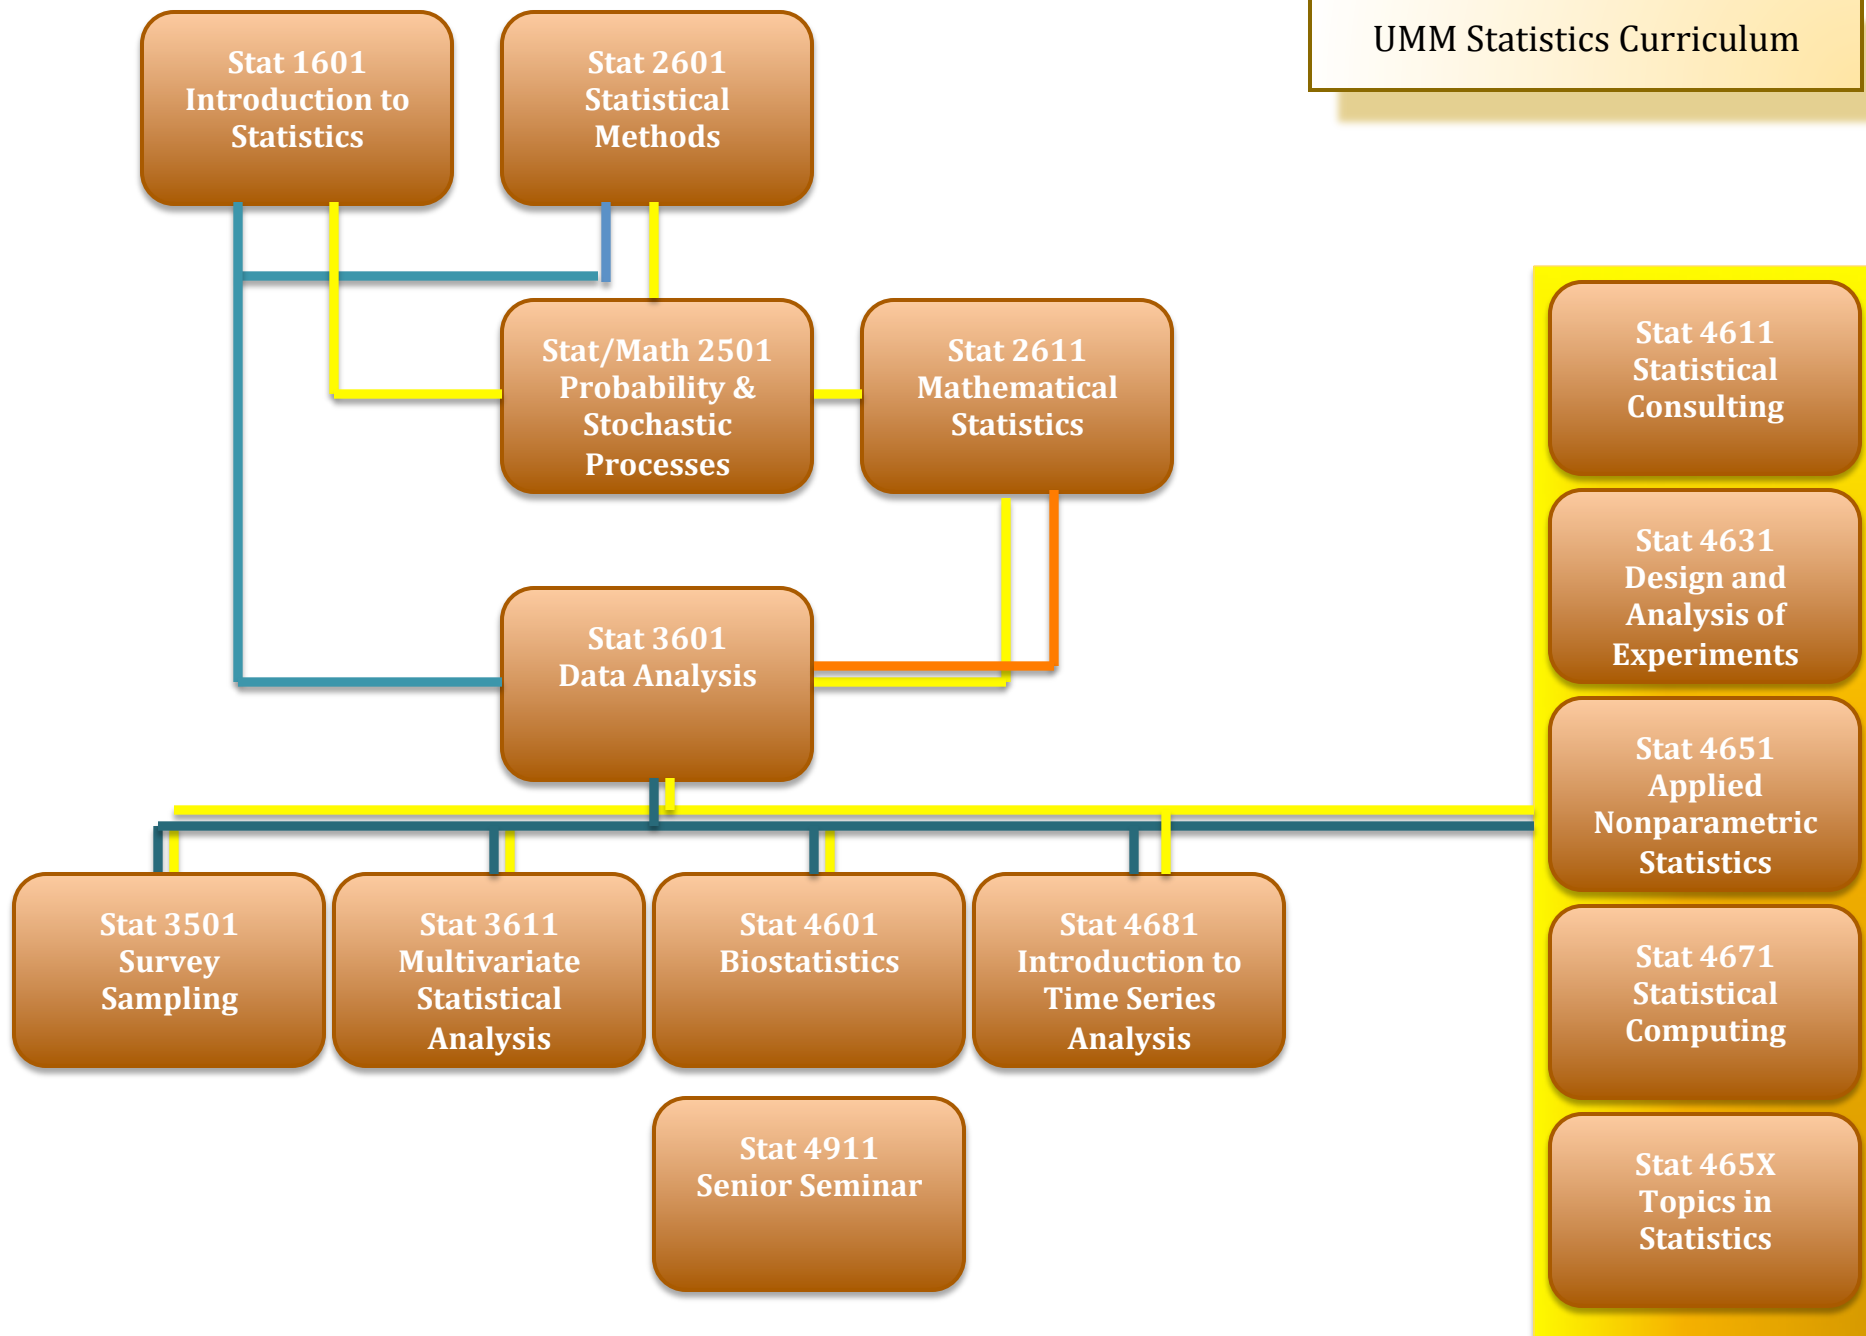 UMM Statistics Curriculum
Stat 1601
Introduction to
Statistics
Stat 2601
Statistical
Methods
Stat/Math 2501
Probability &
Stochastic
Processes
Stat 2611
Mathematical
Statistics
Stat 3601
Data Analysis
Stat 3501
Survey
Sampling
Stat 3611
Multivariate
Statistical
Analysis
Stat 4601
Biostatistics
Stat 4681
Introduction to
Time Series
Analysis
Stat 4911
Senior Seminar
Stat 4611
Statistical
Consulting
Stat 4631
Design and
Analysis of
Experiments
Stat 4651
Applied
Nonparametric
Statistics
Stat 4671
Statistical
Computing
Stat 465X
Topics in
Statistics